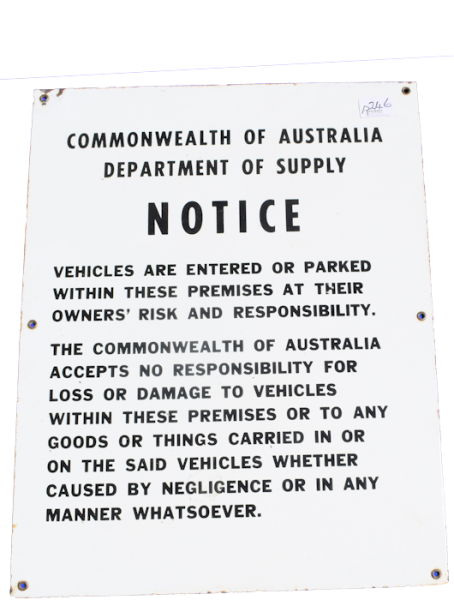 246
COMMONWEALTH OF AUSTRALIA
DEPARTMENT OF SUPPLY
NOTICE
VEHICLES ARE ENTERED OR PARKED
WITHIN THESE PREMISES AT THEIR
OWNERS' RISK AND RESPONSIBILITY.
THE COMMONWEALTH OF AUSTRALIA
ACCEPTS NO RESPONSIBILITY FOR
LOSS OR DAMAGE TO VEHICLES
WITHIN THESE PREMISES OR TO ANY
GOODS OR THINGS CARRIED IN OR
ON THE SAID VEHICLES WHETHER
CAUSED BY NEGLIGENCE OR IN ANY
MANNER WHATSOEVER.